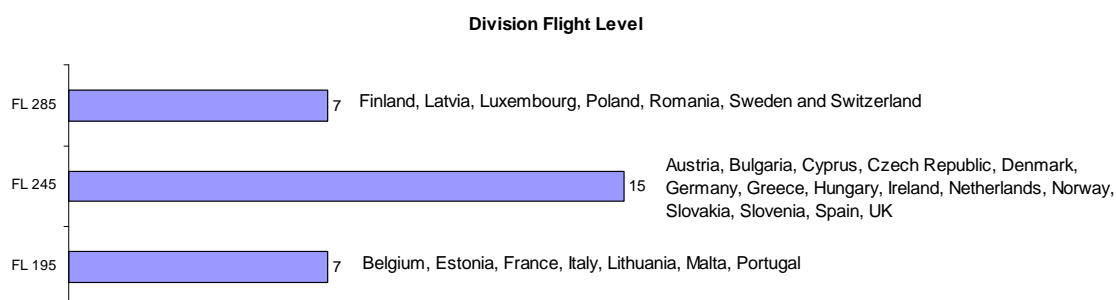 Division Flight Level
FL 285
7
Finland, Latvia, Luxembourg, Poland, Romania, Sweden and Switzerland
FL 245
15
Austria, Bulgaria, Cyprus, Czech Republic, Denmark,
Germany, Greece, Hungary, Ireland, Netherlands, Norway,
Slovakia, Slovenia, Spain, UK
FL 195
7
Belgium, Estonia, France, Italy, Lithuania, Malta, Portugal